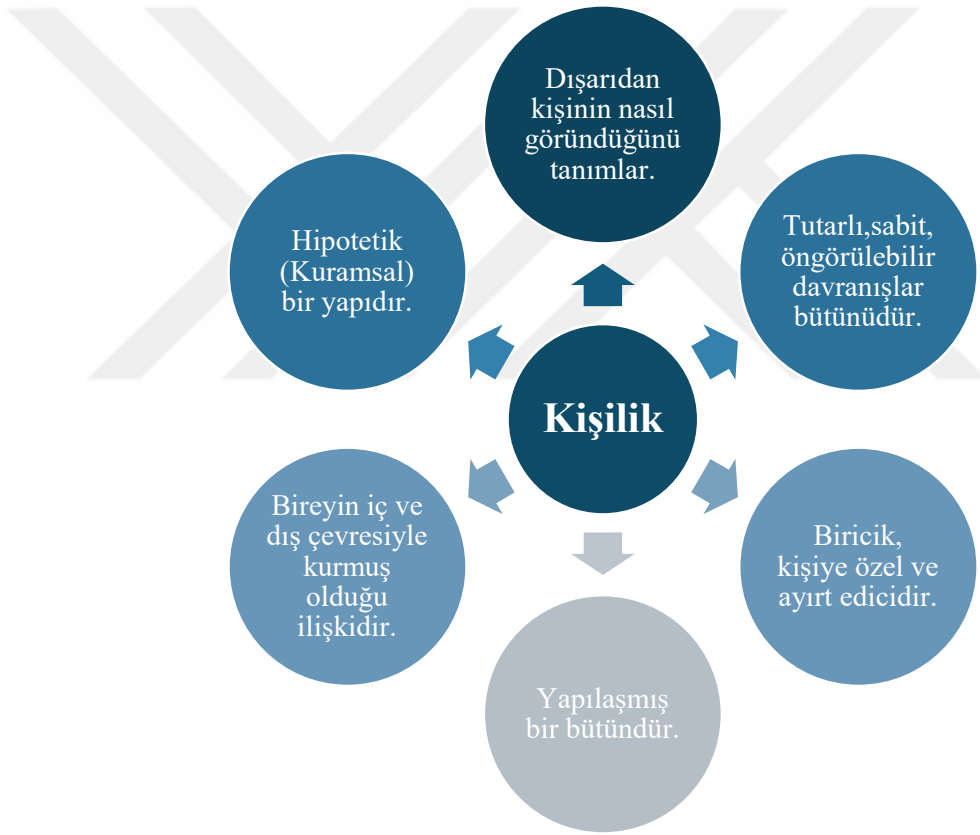 Dışarıdan
kişinin nasıl
göründüğünü
tanımlar.
Tutarlı,sabit,
öngörülebilir
davranışlar
bütünüdür.
Biricik,
kişiye özel ve
ayırt edicidir.
Yapılaşmış
bir bütündür.
Bireyin iç ve
dış çevresiyle
kurmuş
olduğu
ilişkidir.
Hipotetik
(Kuramsal)
bir yapıdır.
Kişilik